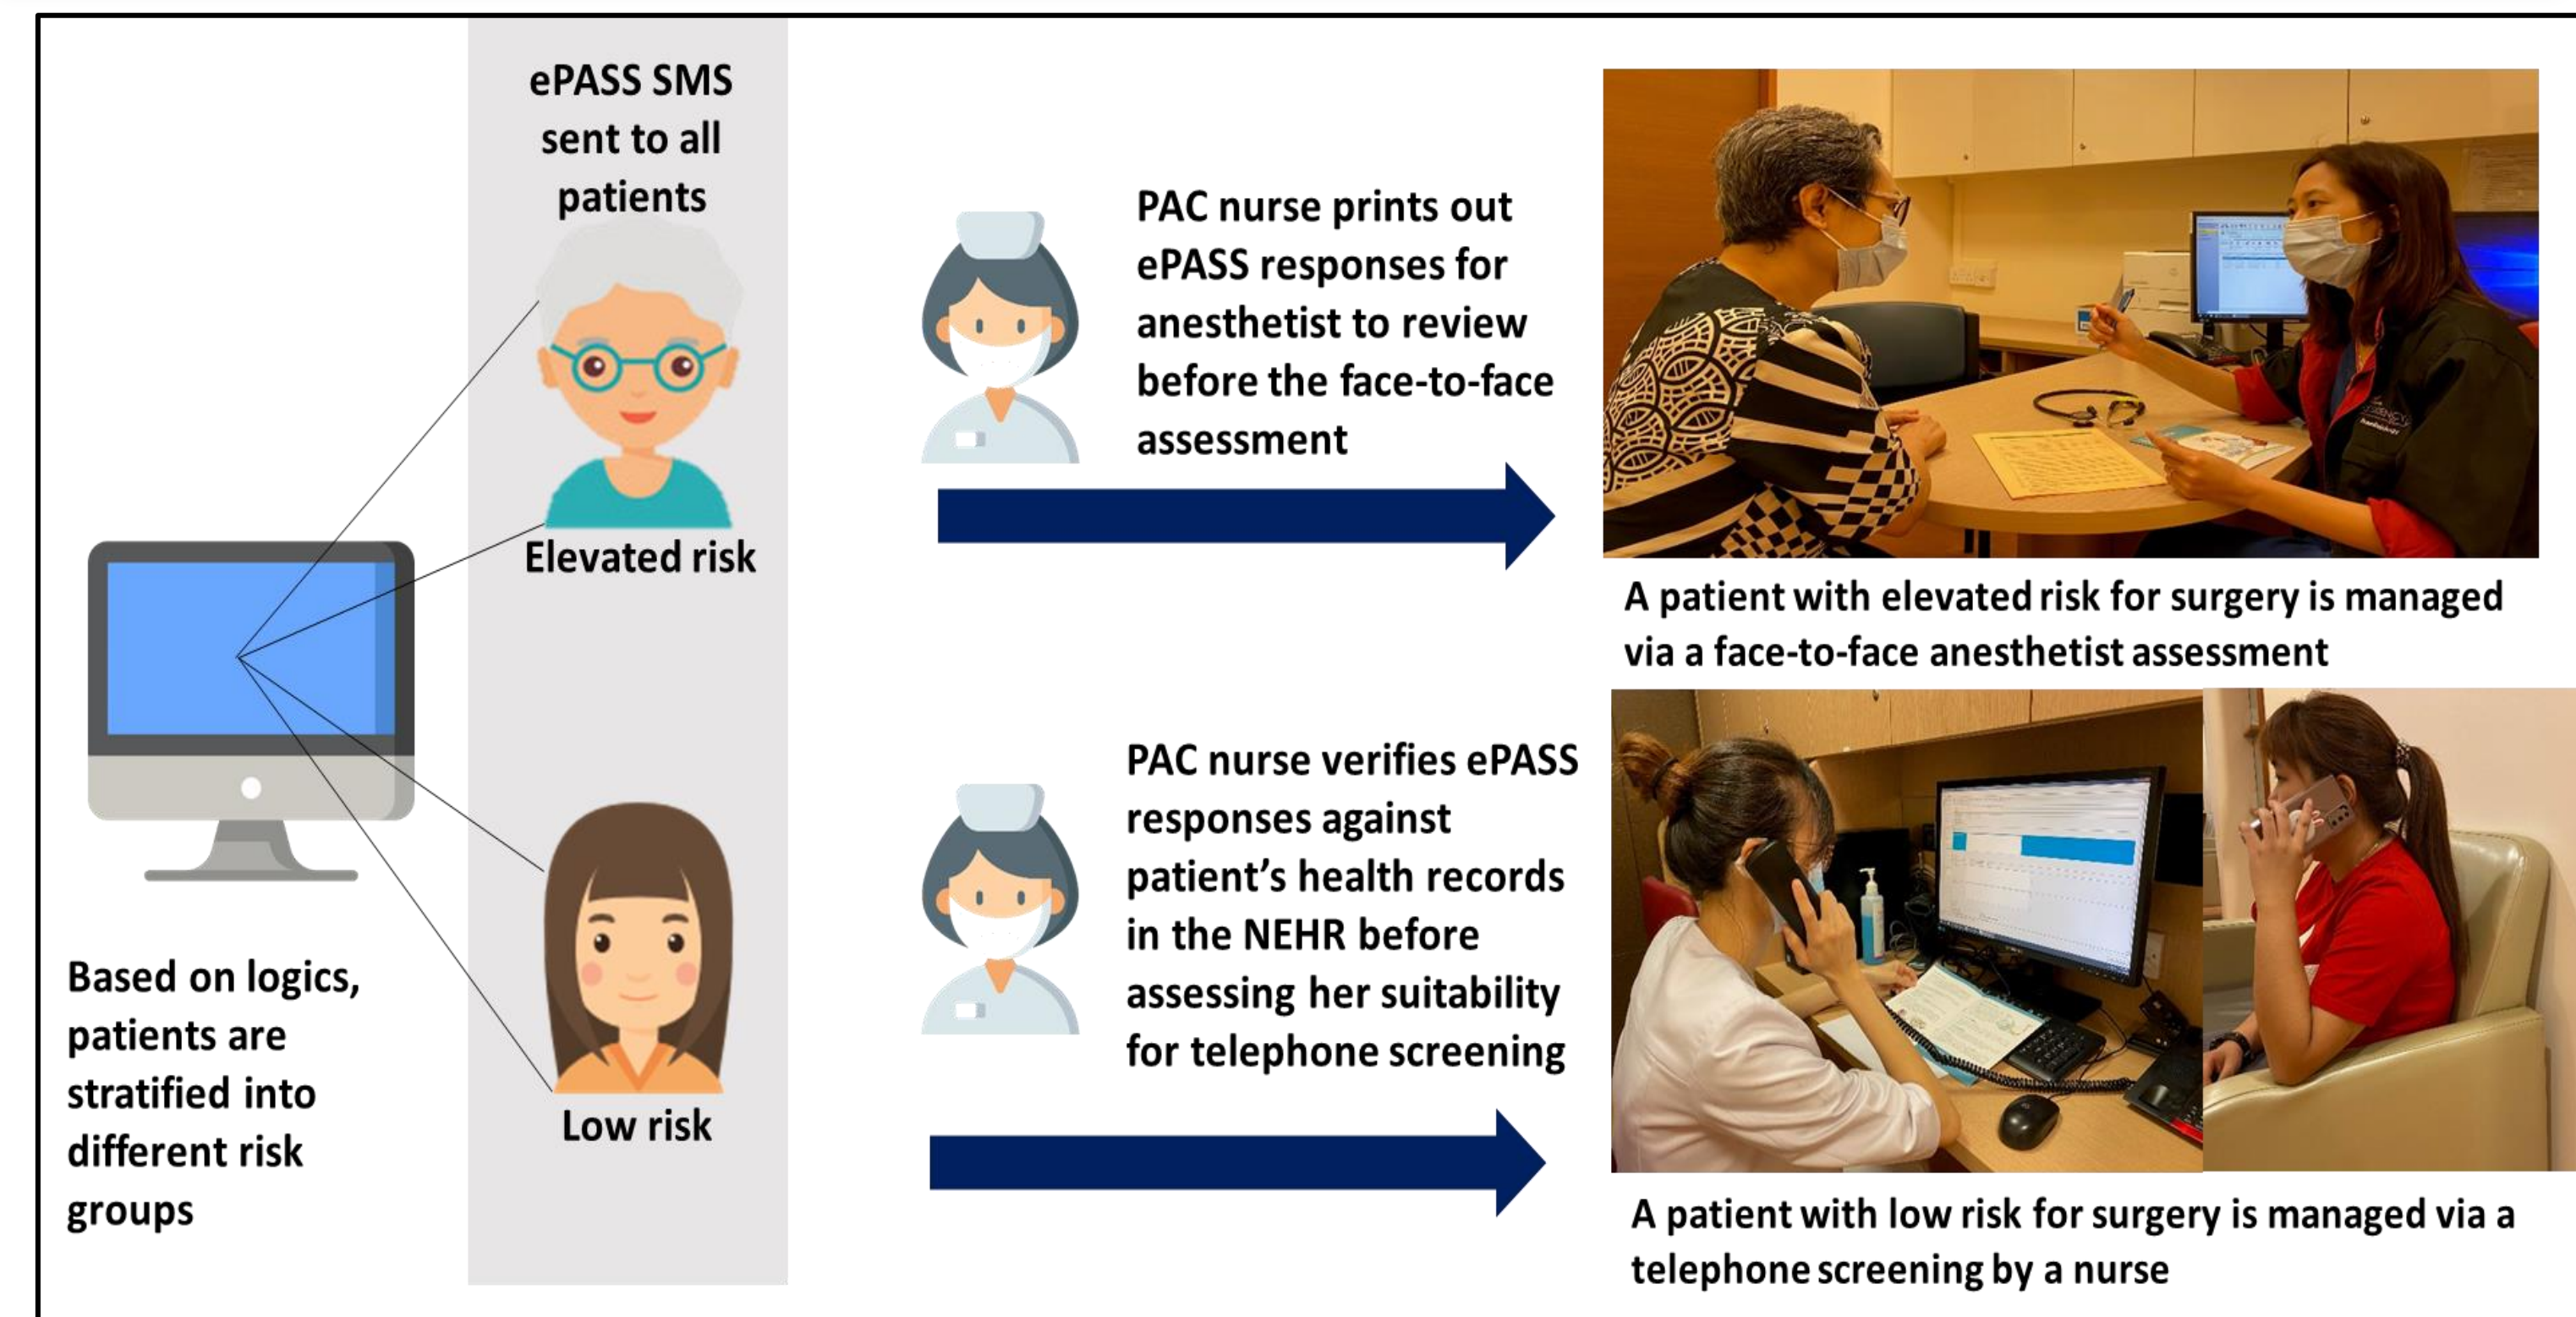 ePASS SMS
sent to all
patients
Elevated risk
Low risk
Based on logics,
patients are
stratified into
different risk
groups
PAC nurse prints out
ePASS responses for
anesthetist to review
before the face-to-face
assessment
A patient with elevated risk for surgery is managed
via a face-to-face anesthetist assessment
PAC nurse verifies ePASS
responses against
patient's health records
in the NEHR before
assessing her suitability
for telephone screening
A patient with low risk for surgery is managed via a
telephone screening by a nurse